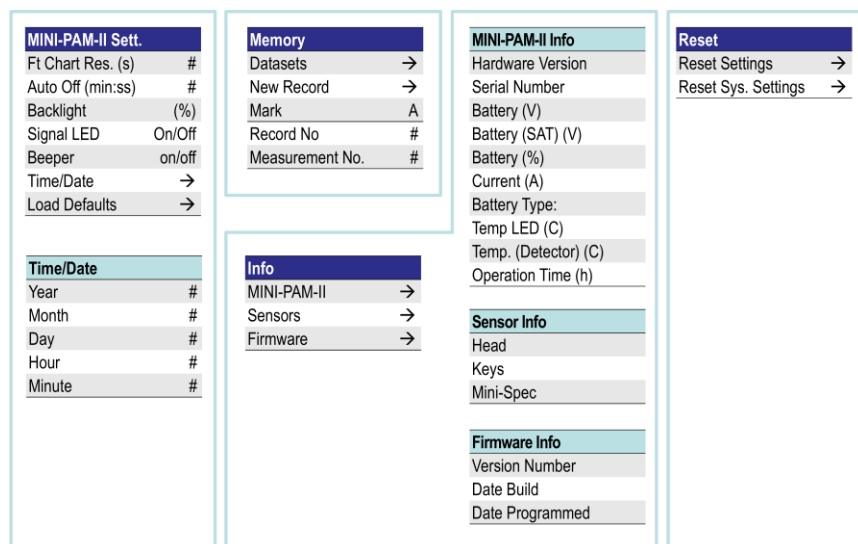 MINI-PAM-II Sett.
Ft Chart Res. (s) #
Auto Off (min:ss) #
Backlight (%)
Signal LED On/Off
Beeper on/off
Time/Date →
Load Defaults →
Time/Date
Year #
Month #
Day #
Hour #
Minute #
Memory
Datasets →
New Record →
Mark A
Record No #
Measurement No. #
Info
MINI-PAM-II →
Sensors →
Firmware →
MINI-PAM-II Info
Hardware Version
Serial Number
Battery (V)
Battery (SAT) (V)
Battery (%)
Current (A)
Battery Type:
Temp LED (C)
Temp. (Detector) (C)
Operation Time (h)
Sensor Info
Head
Keys
Mini-Spec
Firmware Info
Version Number
Date Build
Date Programmed
Reset
Reset Settings →
Reset Sys. Settings →